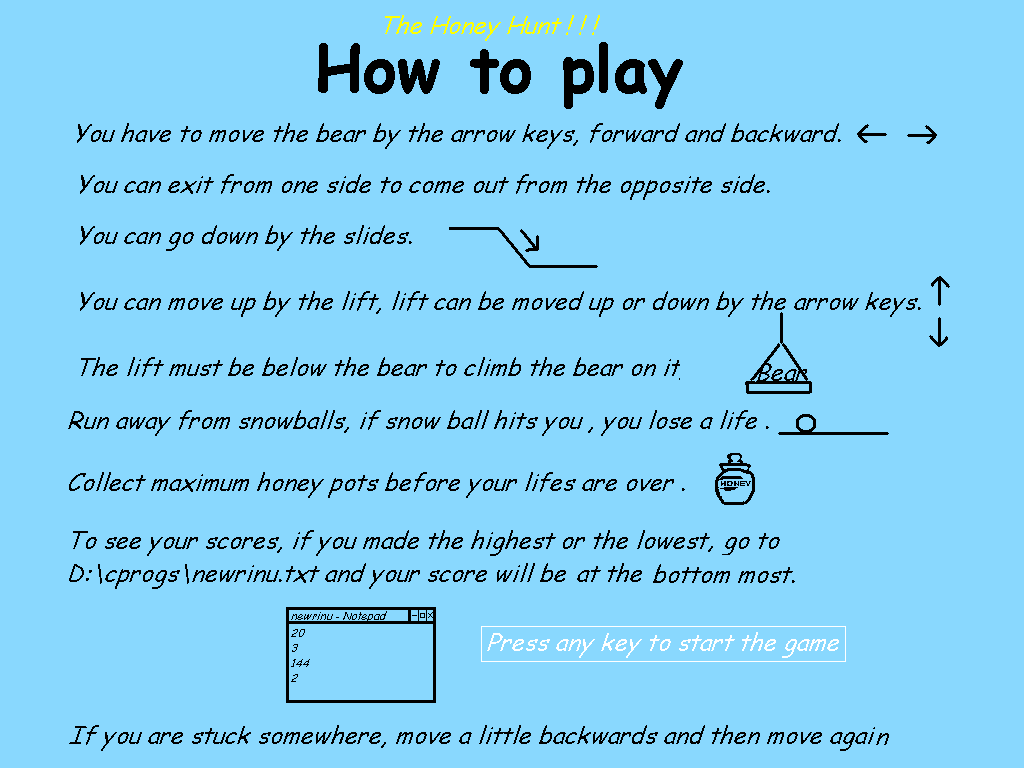 The Honey Hunt ! ! !
How to play
You have to move the bear by the arrow keys, forward and backward.
You can exit from one side to come out from the opposite side.
You can go down by the slides.
You can move up by the lift, lift can be moved up or down by the arrow keys.
The lift must be below the bear to climb the bear on it.
Bear
Run away from snowballs, if snow ball hits you , you lose a life .
Collect maximum honey pots before your lifes are over .
HONEY
To see your scores, if you made the highest or the lowest, go to
D:\cprogs\newrinu.txt and your score will be at the bottom most.
newrinu - Notepad
20
3
144
2
Press any key to start the game
If you are stuck somewhere, move a little backwards and then move again